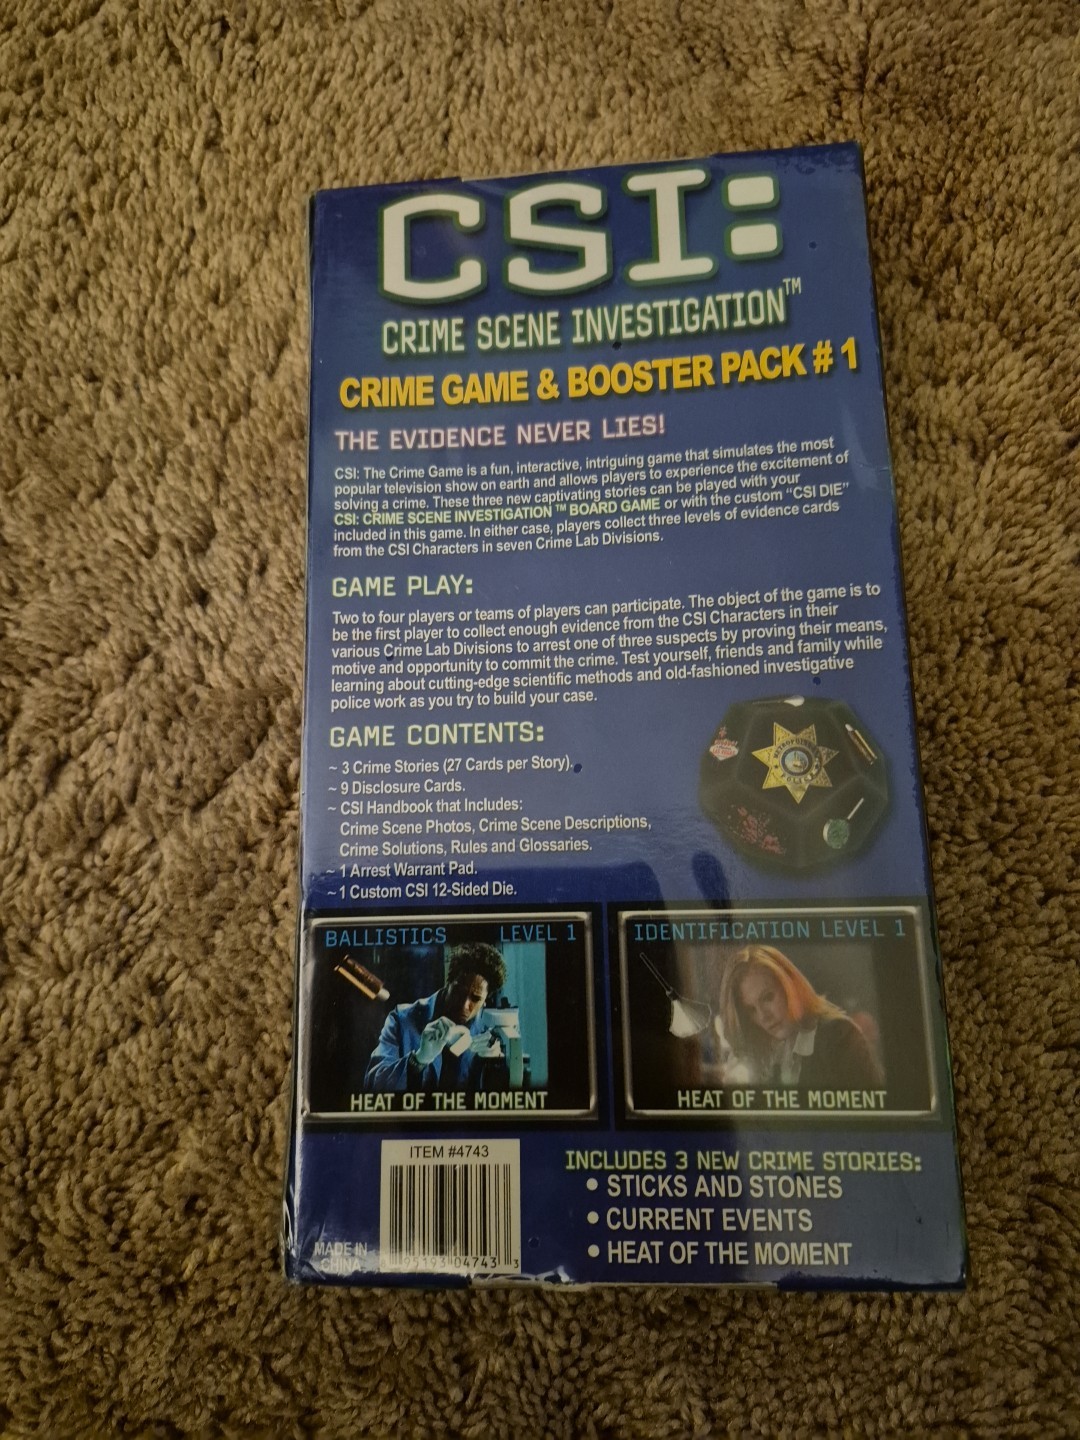 CSI:
CRIME SCENE INVESTIGATION™
CRIME GAME & BOOSTER PACK # 1
THE EVIDENCE NEVER LIES!
CSI: The Crime Game is a fun, interactive, intriguing game that simulates the most
popular television show on earth and allows players to experience the excitement of
solving a crime. These three new captivating stories can be played with your
CSI: CRIME SCENE INVESTIGATION™ BOARD GAME or with the custom “CSI DIE”
included in this game. In either case, players collect three levels of evidence cards
from the CSI Characters in seven Crime Lab Divisions.
GAME PLAY:
Two to four players or teams of players can participate. The object of the game is to
be the first player to collect enough evidence from the CSI Characters in their
various Crime Lab Divisions to arrest one of three suspects by proving their means,
motive and opportunity to commit the crime. Test yourself, friends and family while
learning about cutting-edge scientific methods and old-fashioned investigative
police work as you try to build your case.
GAME CONTENTS:
~ 3 Crime Stories (27 Cards per Story).
~ 9 Disclosure Cards.
~ CSI Handbook that Includes:
Crime Scene Photos, Crime Scene Descriptions,
Crime Solutions, Rules and Glossaries.
~ 1 Arrest Warrant Pad.
~ 1 Custom CSI 12-Sided Die.
BALLISTICS LEVEL 1
HEAT OF THE MOMENT
IDENTIFICATION LEVEL 1
HEAT OF THE MOMENT
ITEM #4743
95193 04743 3
MADE IN
CHINA
INCLUDES 3 NEW CRIME STORIES:
• STICKS AND STONES
• CURRENT EVENTS
• HEAT OF THE MOMENT